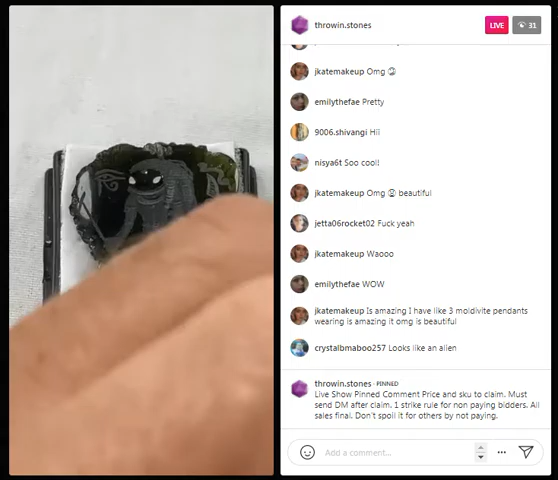 throwin.stones
LIVE
31
jkatemakeup Omg 😍
emilythefae Pretty
9006.shivangi Hii
nisya6t Soo cool!
jkatemakeup Omg 😍 beautiful
jetta06rocket02 Fuck yeah
jkatemakeup Waooo
emilythefae WOW
jkatemakeup Is amazing I have like 3 moldivite pendants
wearing is amazing it omg is beautiful
crystalbmaboo257 Looks like an alien
throwin.stones · PINNED
Live Show Pinned Comment Price and sku to claim. Must
send DM after claim. 1 strike rule for non paying bidders. All
sales final. Don't spoil it for others by not paying.
Add a comment...